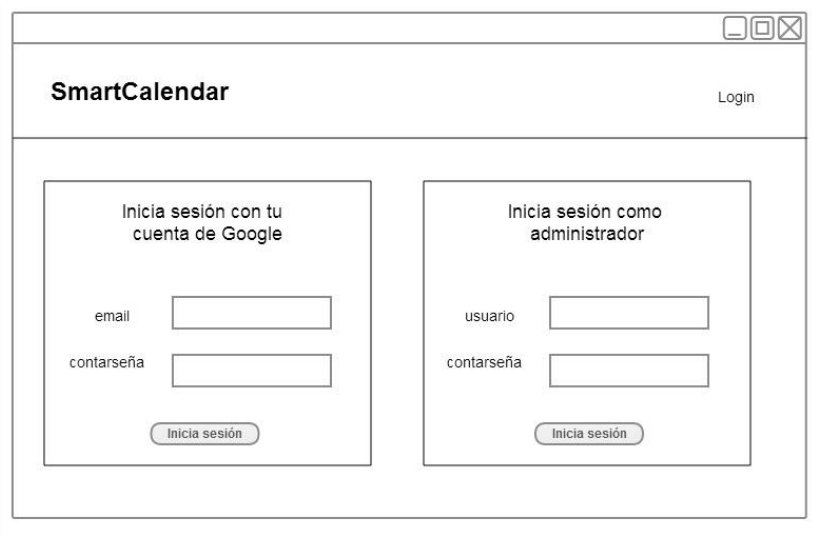 SmartCalendar
Login
Inicia sesión con tu
cuenta de Google
email
contarseña
Inicia sesión
Inicia sesión como
administrador
usuario
contarseña
Inicia sesión